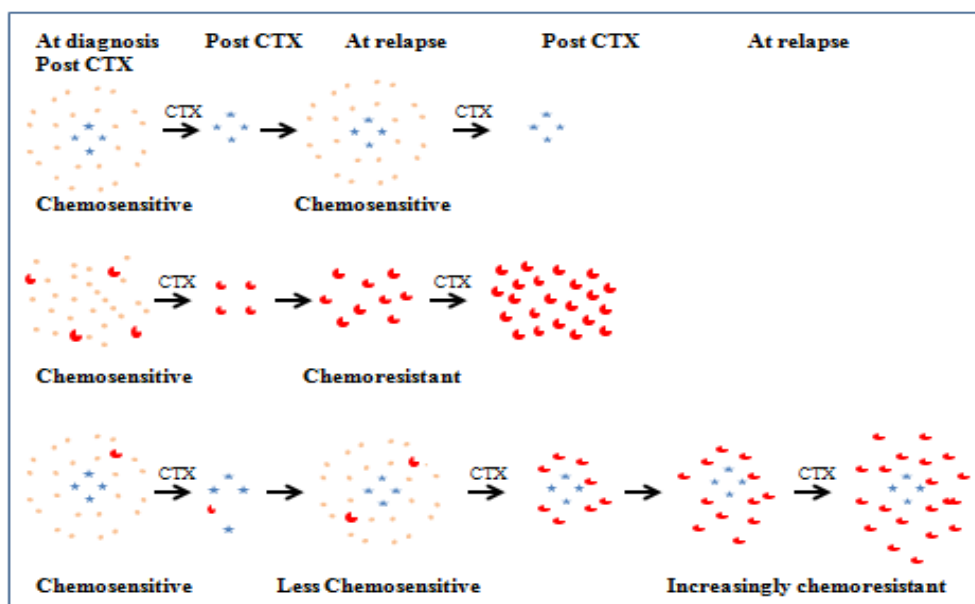 At diagnosis Post CTX At relapse Post CTX At relapse
Post CTX
CTX CTX
Chemosensitive Chemosensitive
CTX CTX
Chemosensitive Chemoresistant
CTX CTX CTX
Chemosensitive Less Chemosensitive Increasingly chemoresistant